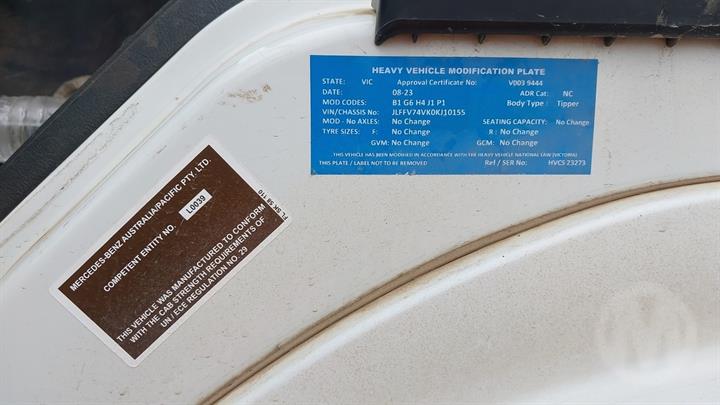 HEAVY VEHICLE MODIFICATION PLATE
STATE: VIC Approval Certificate No: V003 9444
DATE: 08-23 ADR Cat: NC
MOD CODES: B1 G6 H4 J1 P1 Body Type: Tipper
VIN/CHASSIS No: JLFFV74VK0KJ10155
MOD - No AXLES: No Change SEATING CAPACITY: No Change
TYRE SIZES: F: No Change R: No Change
GVM: No Change GCM: No Change
THIS VEHICLE HAS BEEN MODIFIED IN ACCORDANCE WITH THE HEAVY VEHICLE NATIONAL LAW (VICTORIA)
THIS PLATE / LABEL NOT TO BE REMOVED Ref / SER No: HVCS 23273
MERCEDES-BENZ AUSTRALIA/PACIFIC PTY. LTD.
COMPETENT ENTITY NO. L0039
THIS VEHICLE WAS MANUFACTURED TO CONFORM
WITH THE CAB STRENGTH REQUIREMENTS OF
UN / ECE REGULATION NO. 29
FL SK 58 110
M